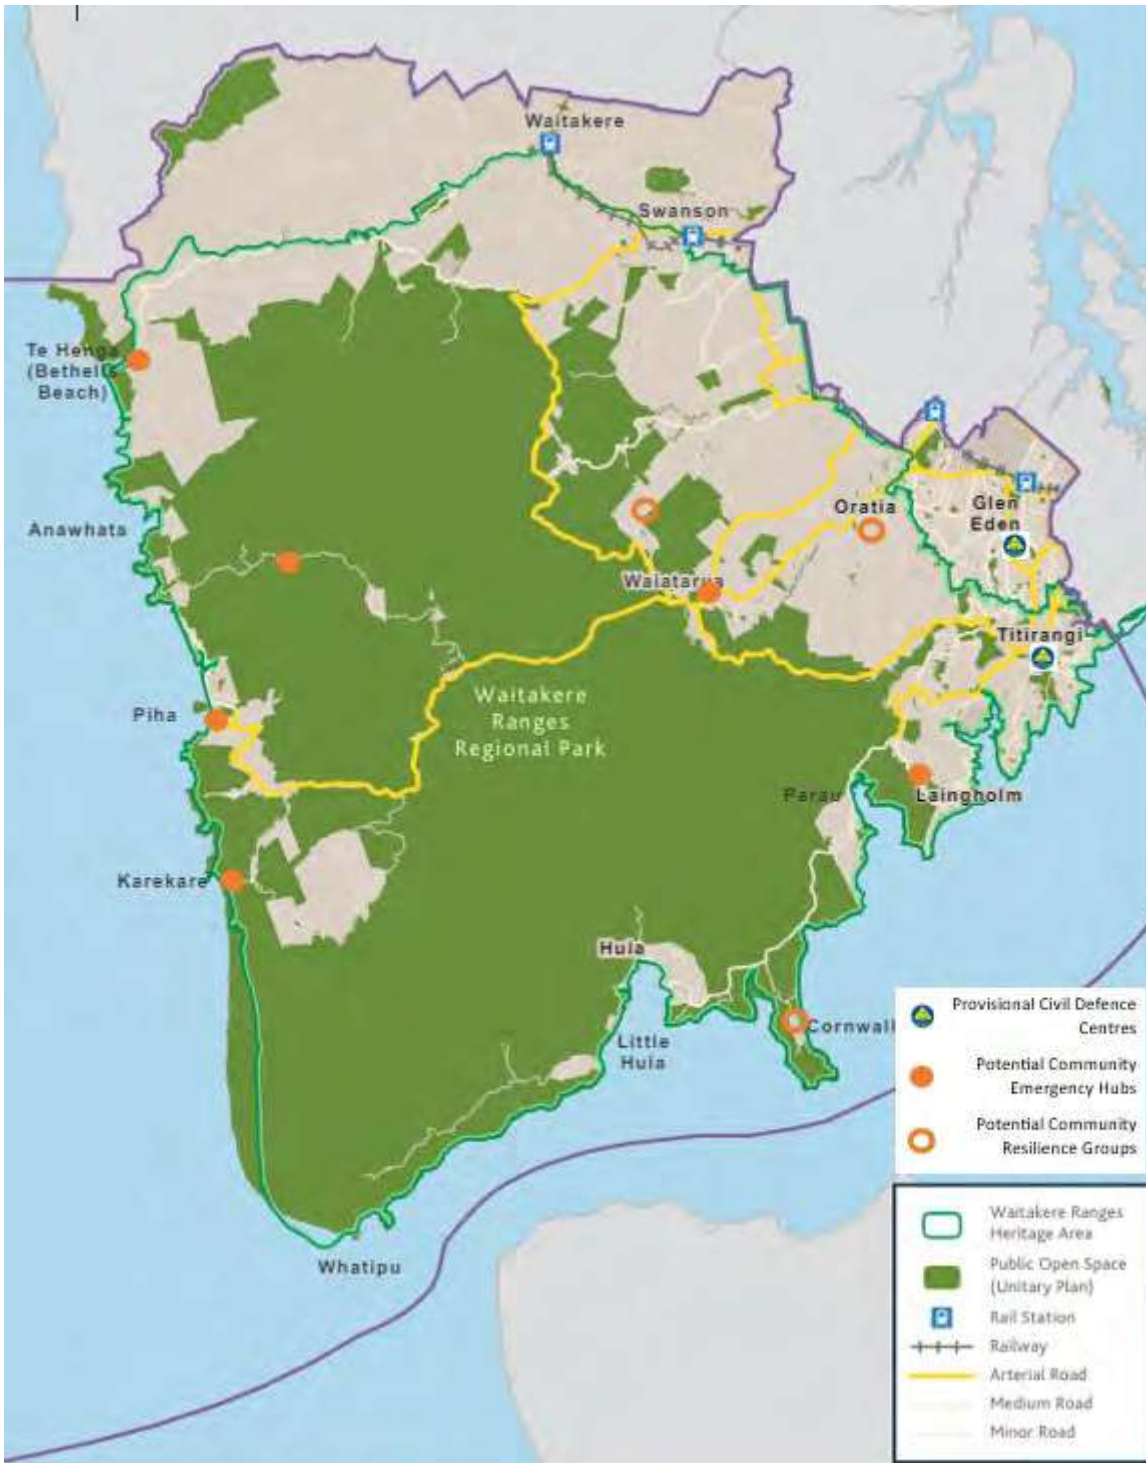 Waitakere
Swanson
Te Henga
(Bethells
Beach)
Anawhata
Oratia
Glen
Eden
Waiatarua
Titirangi
Piha
Waitakere
Ranges
Regional Park
Parau
Laingholm
Karekare
Huia
Cornwall
Little
Huia
Whatipu
Provisional Civil Defence
Centres
Potential Community
Emergency Hubs
Potential Community
Resilience Groups
Waitakere Ranges
Heritage Area
Public Open Space
(Unitary Plan)
Rail Station
Railway
Arterial Road
Medium Road
Minor Road